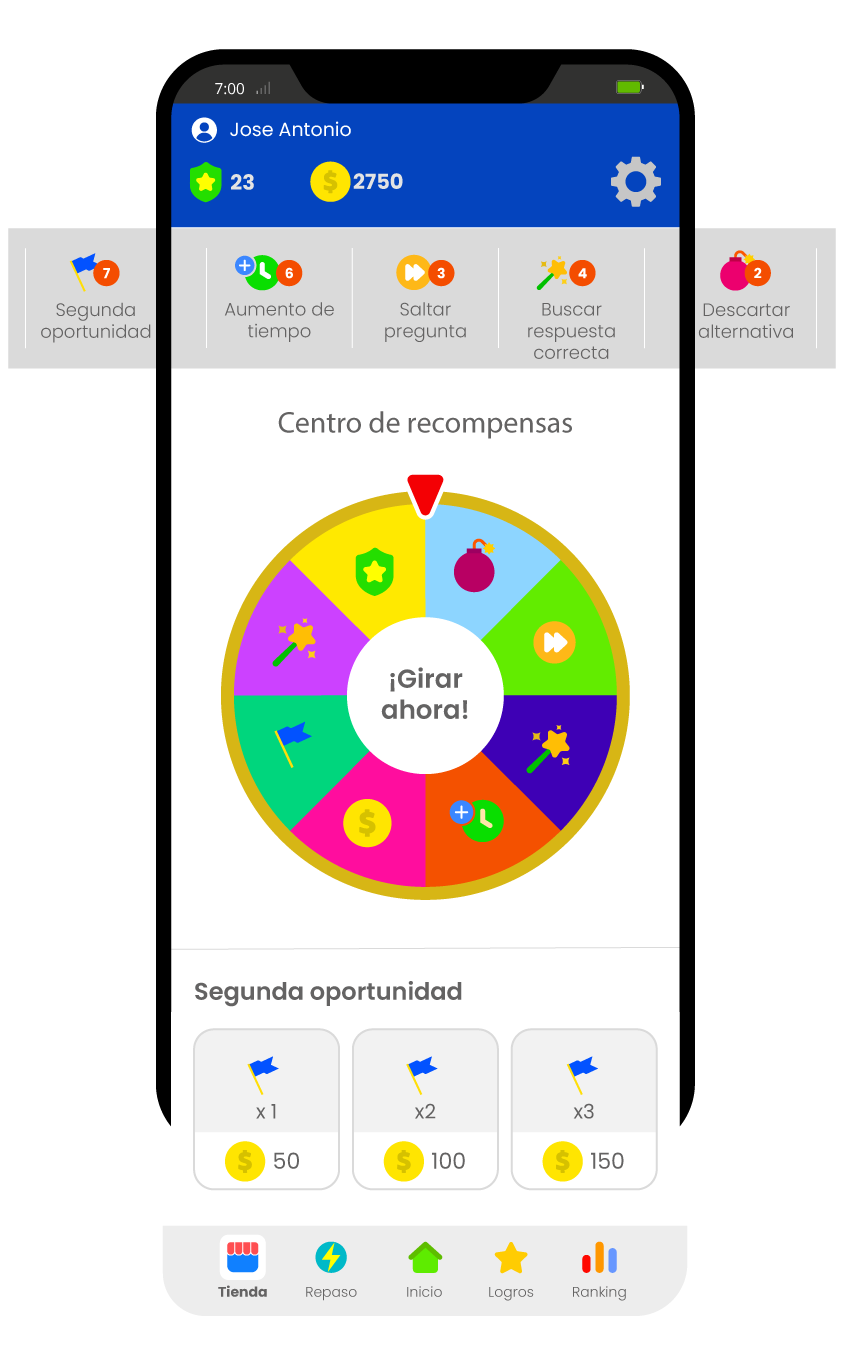 7:00
Jose Antonio
23
$ 2750
7
6
3
4
2
Segunda
oportunidad
Aumento de
tiempo
Saltar
pregunta
Buscar
respuesta
correcta
Descartar
alternativa
Centro de recompensas
¡Girar
ahora!
$
Segunda oportunidad
x 1
x2
x3
$ 50
$ 100
$ 150
Tienda
Repaso
Inicio
Logros
Ranking